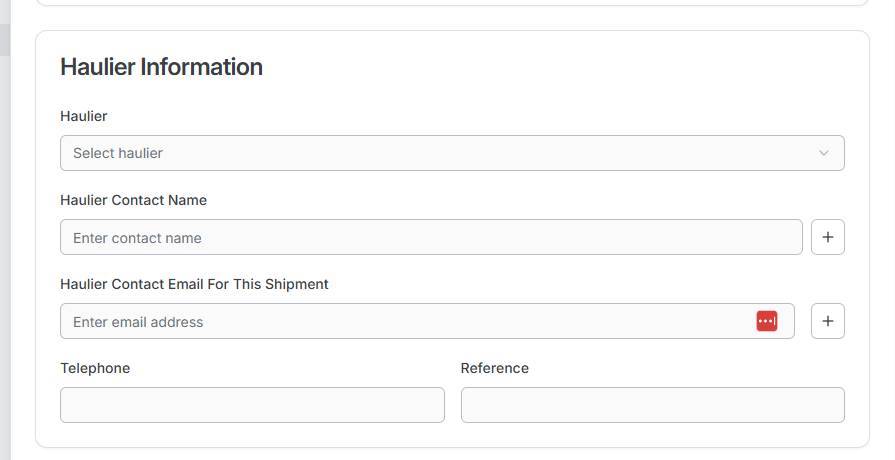 Haulier Information
Haulier
Select haulier
Haulier Contact Name
Enter contact name
Haulier Contact Email For This Shipment
Enter email address
Telephone Reference